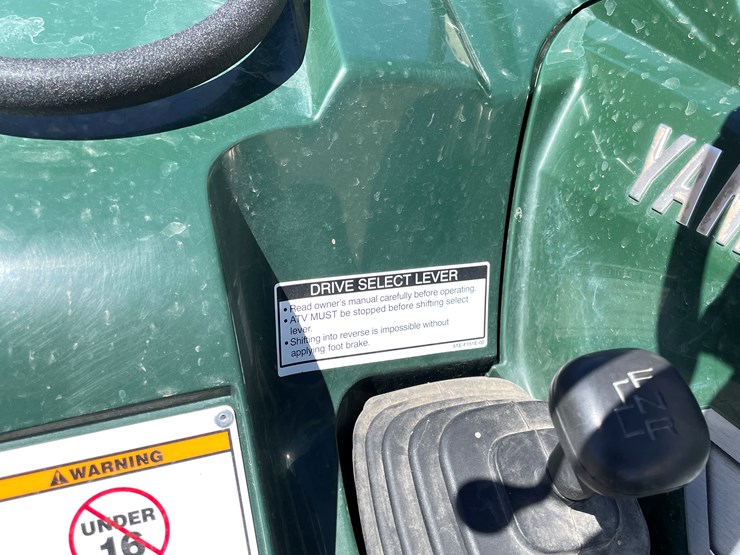 YAM
DRIVE SELECT LEVER
• Read owner's manual carefully before operating.
• ATV MUST be stopped before shifting select
lever.
• Shifting into reverse is impossible without
applying foot brake.
WARNING
UNDER
16